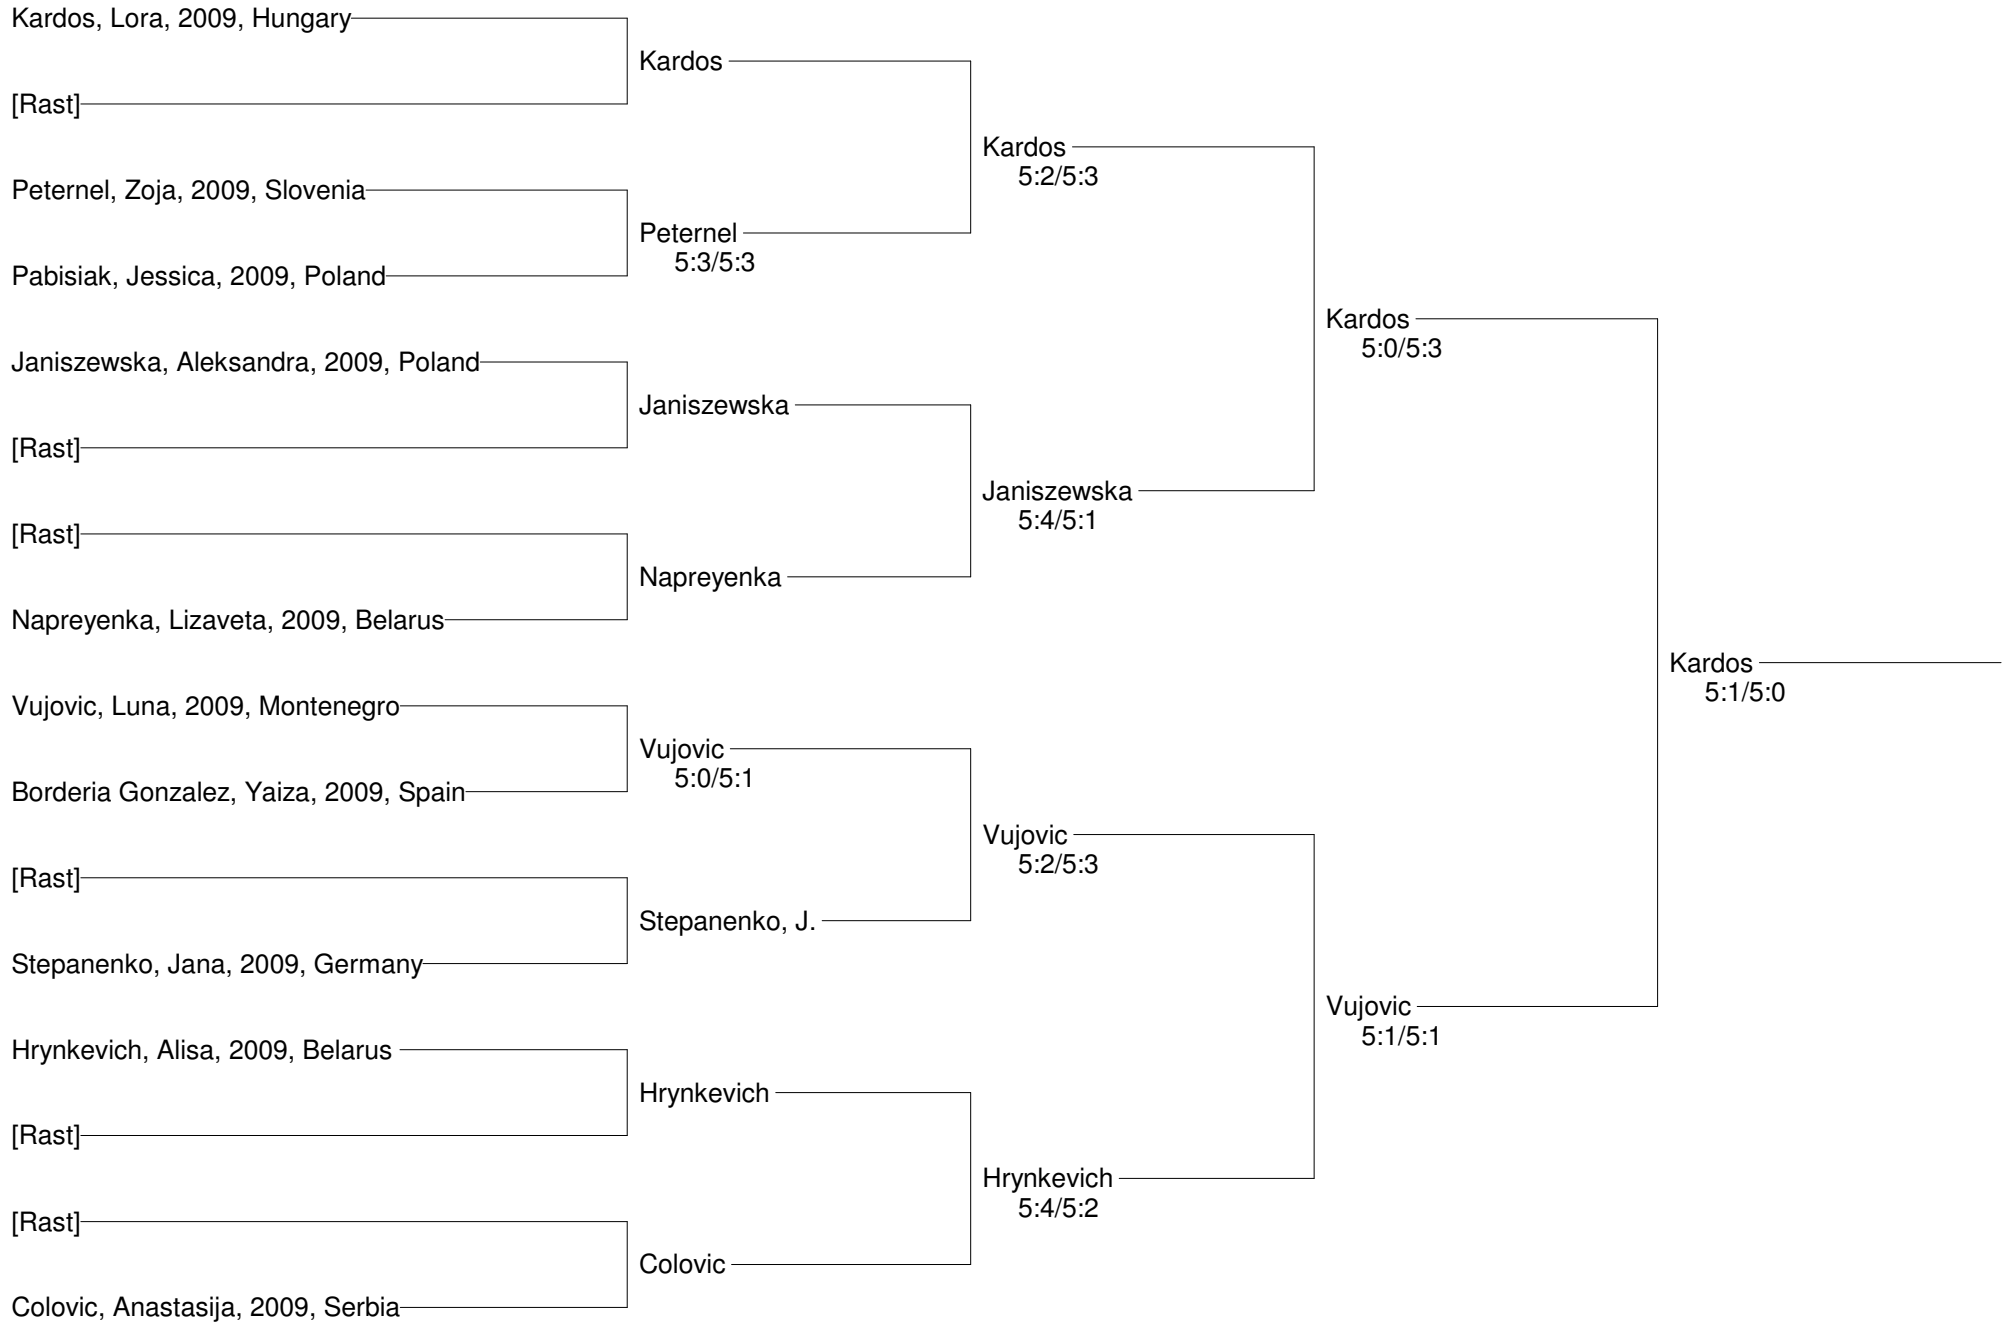 Kardos, Lora, 2009, Hungary
[Rast]
Peternel, Zoja, 2009, Slovenia
Pabisiak, Jessica, 2009, Poland
Janiszewska, Aleksandra, 2009, Poland
[Rast]
[Rast]
Napreyenka, Lizaveta, 2009, Belarus
Vujovic, Luna, 2009, Montenegro
Borderia Gonzalez, Yaiza, 2009, Spain
[Rast]
Stepanenko, Jana, 2009, Germany
Hrynkevich, Alisa, 2009, Belarus
[Rast]
[Rast]
Colovic, Anastasija, 2009, Serbia
Kardos
Peternel
5:3/5:3
Janiszewska
Napreyenka
Vujovic
5:0/5:1
Stepanenko, J.
Hrynkevich
Colovic
Kardos
5:2/5:3
Janiszewska
5:4/5:1
Vujovic
5:2/5:3
Hrynkevich
5:4/5:2
Kardos
5:0/5:3
Vujovic
5:1/5:1
Kardos
5:1/5:0